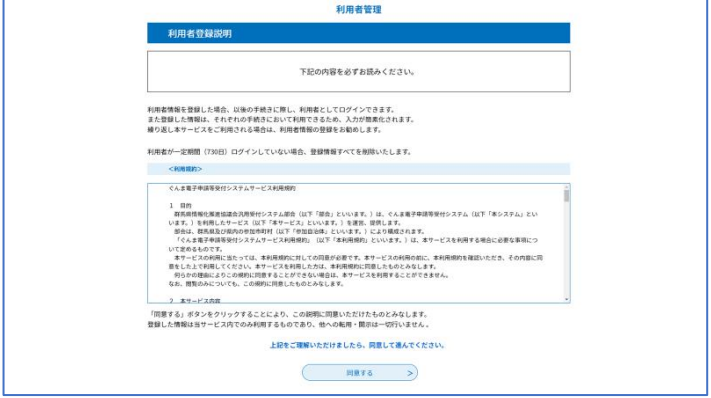 利用者管理
利用者登録説明
下記の内容を必ずお読みください。
利用者情報を登録した場合、以後の手続きに際し、利用者としてログインできます。
また登録した情報は、それぞれの手続きにおいて利用できるため、入力が簡素化されます。
繰り返し本サービスをご利用される場合は、利用者情報の登録をお勧めします。
利用者が一定期間（730日）ログインしていない場合、登録情報すべてを削除いたします。
＜利用規約＞
ぐんま電子申請等受付システムサービス利用規約
1　目的
群馬県情報化推進協議会汎用受付システム部会（以下「部会」といいます。）は、ぐんま電子申請等受付システム（以下「本システム」とい
います。）を利用したサービス（以下「本サービス」といいます。）を運営、提供します。
部会は、群馬県及び県内の参加市町村（以下「参加自治体」といいます。）により構成されます。
「ぐんま電子申請等受付システムサービス利用規約」（以下「本利用規約」といいます。）は、本サービスを利用する場合に必要な事項につ
いて定めるものです。
本サービスの利用に当たっては、本利用規約に対しての同意が必要です。本サービスの利用の前に、本利用規約を確認いただき、その内容に同
意をした上で利用してください。本サービスを利用した方は、本利用規約に同意したものとみなします。
何らかの理由によりこの規約に同意することができない場合は、本サービスを利用することができません。
なお、閲覧のみについても、この規約に同意したものとみなします。
2　本サービス内容
「同意する」ボタンをクリックすることにより、この説明に同意いただけたものとみなします。
登録した情報は当サービス内でのみ利用するものであり、他への転用・開示は一切行いません。
上記をご理解いただけましたら、同意して進んでください。
同意する　＞